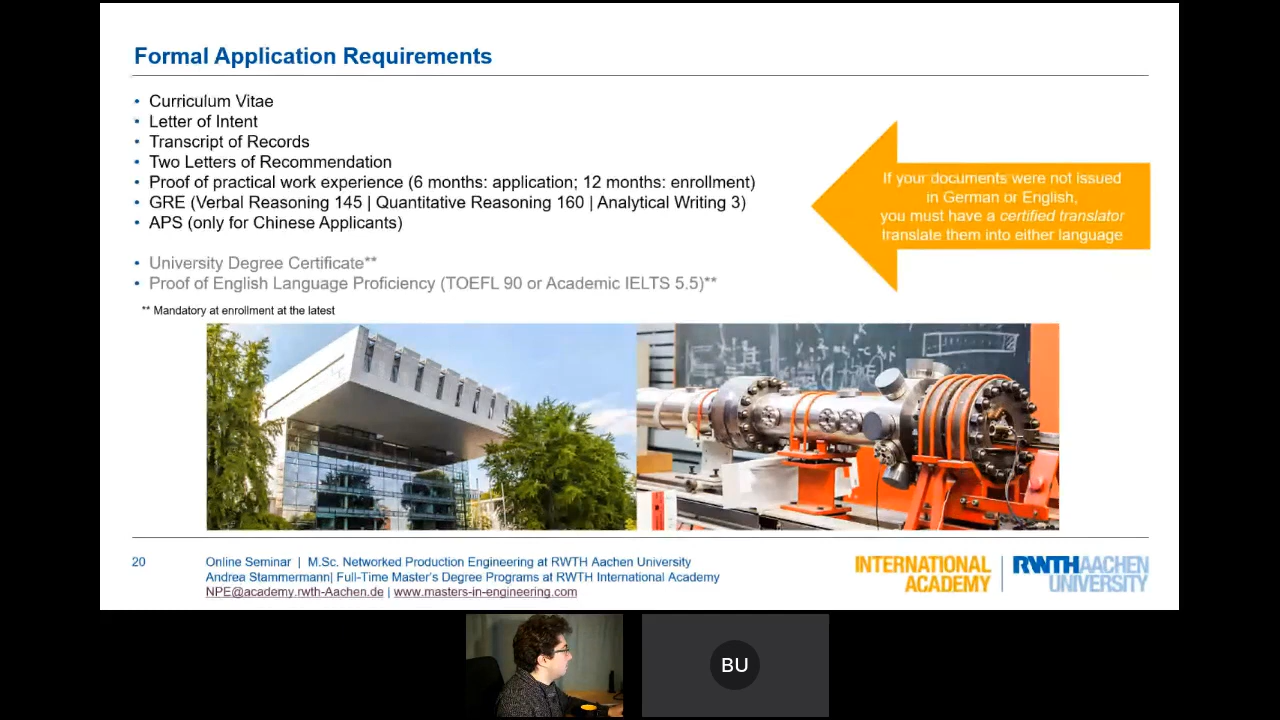 Formal Application Requirements
• Curriculum Vitae
• Letter of Intent
• Transcript of Records
• Two Letters of Recommendation
• Proof of practical work experience (6 months: application; 12 months: enrollment)
• GRE (Verbal Reasoning 145 | Quantitative Reasoning 160 | Analytical Writing 3)
• APS (only for Chinese Applicants)
• University Degree Certificate**
• Proof of English Language Proficiency (TOEFL 90 or Academic IELTS 5.5)**
** Mandatory at enrollment at the latest
If your documents were not issued
in German or English,
you must have a certified translator
translate them into either language
20
Online Seminar | M.Sc. Networked Production Engineering at RWTH Aachen University
Andrea Stammermann| Full-Time Master's Degree Programs at RWTH International Academy
NPE@academy.rwth-Aachen.de | www.masters-in-engineering.com
INTERNATIONAL
ACADEMY
RWTHAACHEN
UNIVERSITY
BU